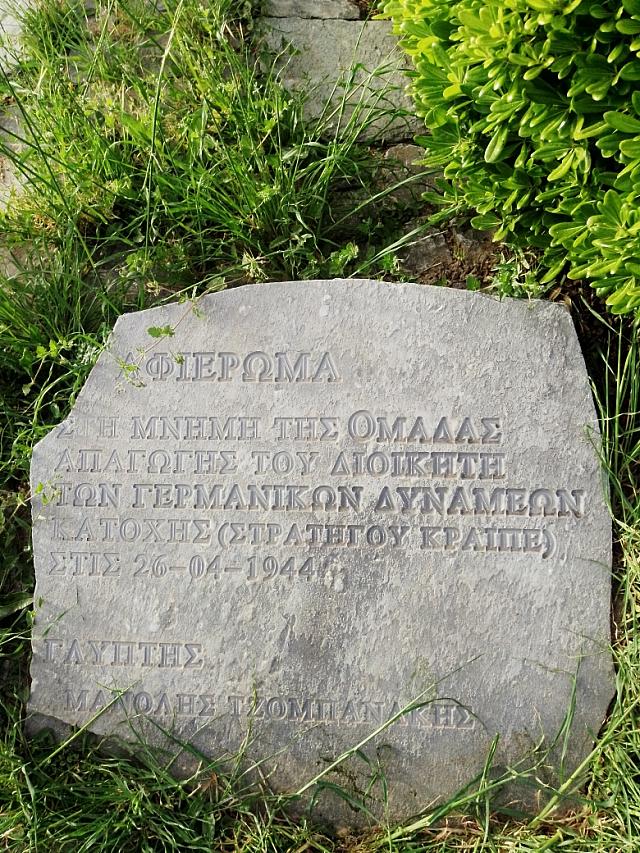 ΑΦΙΕΡΩΜΑ
ΣΤΗ ΜΝΗΜΗ ΤΗΣ ΟΜΑΔΑΣ
ΑΠΑΓΩΓΗΣ ΤΟΥ ΔΙΟΙΚΗΤΗ
ΤΩΝ ΓΕΡΜΑΝΙΚΩΝ ΔΥΝΑΜΕΩΝ
ΚΑΤΟΧΗΣ (ΣΤΡΑΤΗΓΟΥ ΚΡΑΙΠΕ)
ΣΤΙΣ 26-04-1944
ΓΛΥΠΤΗΣ
ΜΑΝΟΛΗΣ ΤΖΟΜΠΑΝΑΚΗΣ